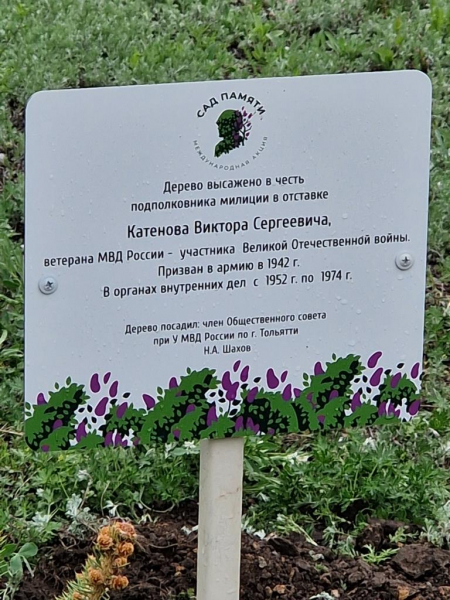 САД ПАМЯТИ
МЕЖДУНАРОДНАЯ АКЦИЯ
Дерево высажено в честь
подполковника милиции в отставке
Катенова Виктора Сергеевича,
ветерана МВД России - участника Великой Отечественной войны.
Призван в армию в 1942 г.
В органах внутренних дел с 1952 г. по 1974 г.
Дерево посадил: член Общественного совета
при У МВД России по г. Тольятти
Н.А. Шахов